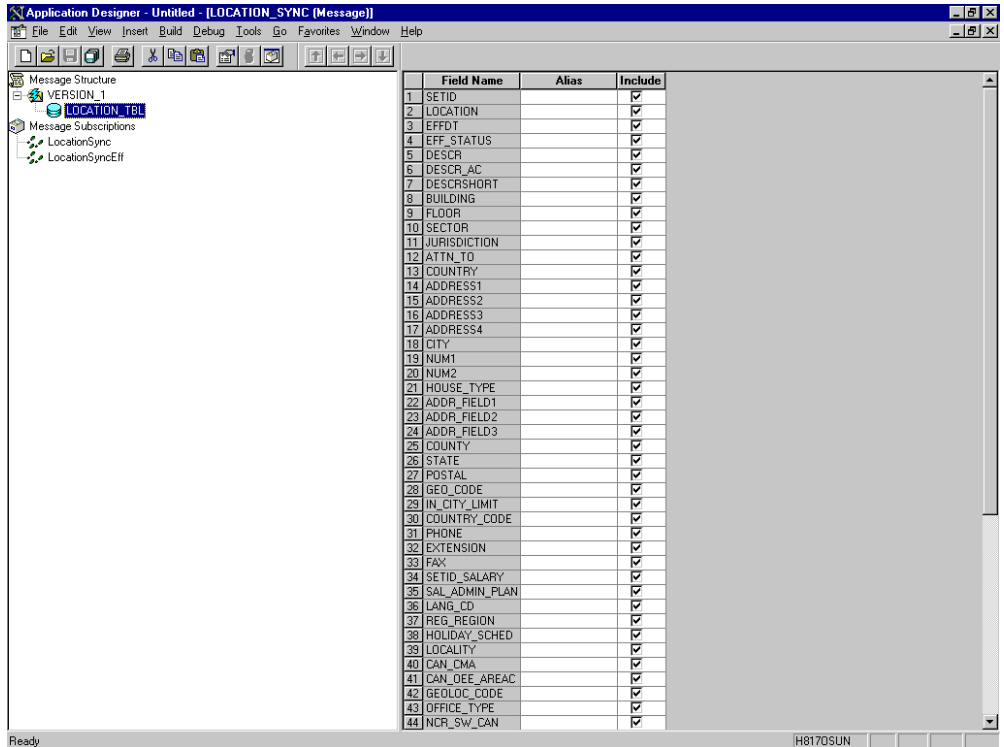 Application Designer - Untitled - [LOCATION_SYNC (Message)]
File Edit View Insert Build Debug Tools Go Favorites Window Help
Message Structure
VERSION_1
LOCATION_TBL
Message Subscriptions
LocationSync
LocationSyncEff
Field Name Alias Include
1 SETID
2 LOCATION
3 EFFDT
4 EFF_STATUS
5 DESCR
6 DESCR_AC
7 DESCRSHORT
8 BUILDING
9 FLOOR
10 SECTOR
11 JURISDICTION
12 ATTN_TO
13 COUNTRY
14 ADDRESS1
15 ADDRESS2
16 ADDRESS3
17 ADDRESS4
18 CITY
19 NUM1
20 NUM2
21 HOUSE_TYPE
22 ADDR_FIELD1
23 ADDR_FIELD2
24 ADDR_FIELD3
25 COUNTY
26 STATE
27 POSTAL
28 GEO_CODE
29 IN_CITY_LIMIT
30 COUNTRY_CODE
31 PHONE
32 EXTENSION
33 FAX
34 SETID_SALARY
35 SAL_ADMIN_PLAN
36 LANG_CD
37 REG_REGION
38 HOLIDAY_SCHED
39 LOCALITY
40 CAN_CMA
41 CAN_OEE_AREAC
42 GEOLOC_CODE
43 OFFICE_TYPE
44 NCR_SW_CAN
Ready H817OSUN